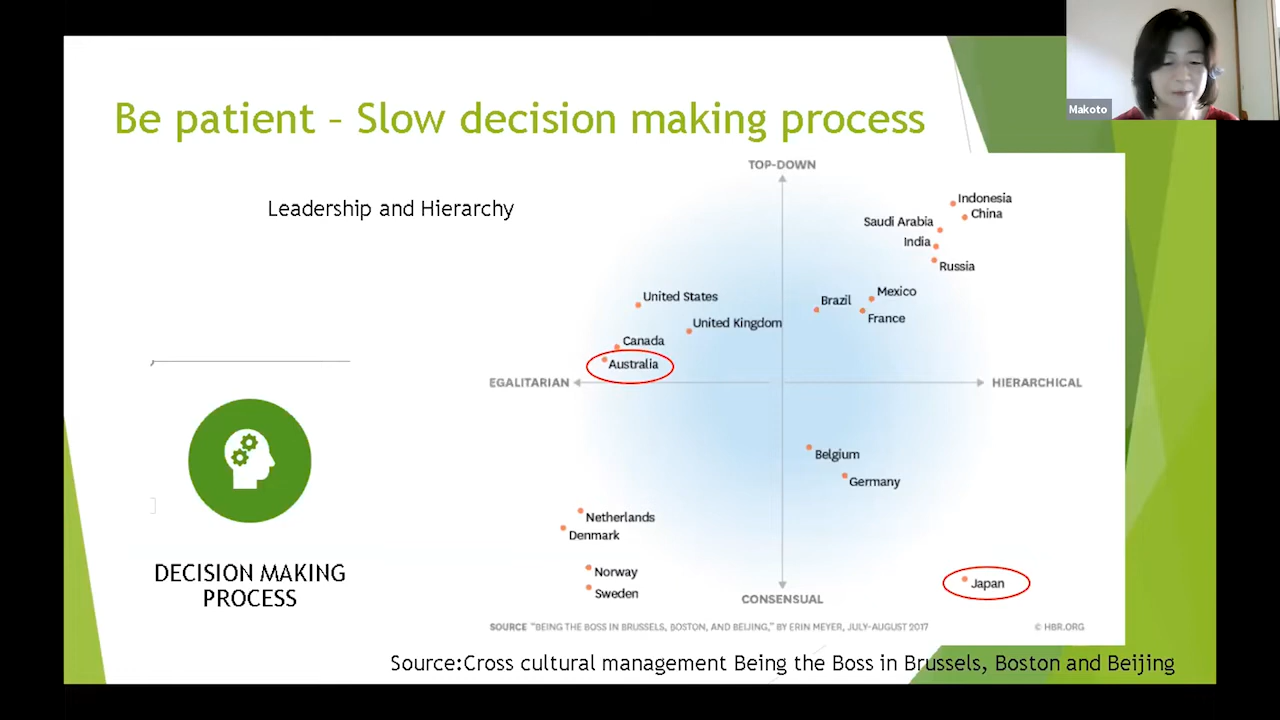 Makoto
Be patient – Slow decision making process
Leadership and Hierarchy
TOP-DOWN
Indonesia
China
Saudi Arabia
India
Russia
United States
Mexico
Brazil
United Kingdom
France
Canada
Australia
EGALITARIAN
HIERARCHICAL
Belgium
Germany
Netherlands
Denmark
Norway
Japan
Sweden
CONSENSUAL
DECISION MAKING
PROCESS
SOURCE "BEING THE BOSS IN BRUSSELS, BOSTON, AND BEIJING," BY ERIN MEYER, JULY-AUGUST 2017
© HBR.ORG
Source:Cross cultural management Being the Boss in Brussels, Boston and Beijing